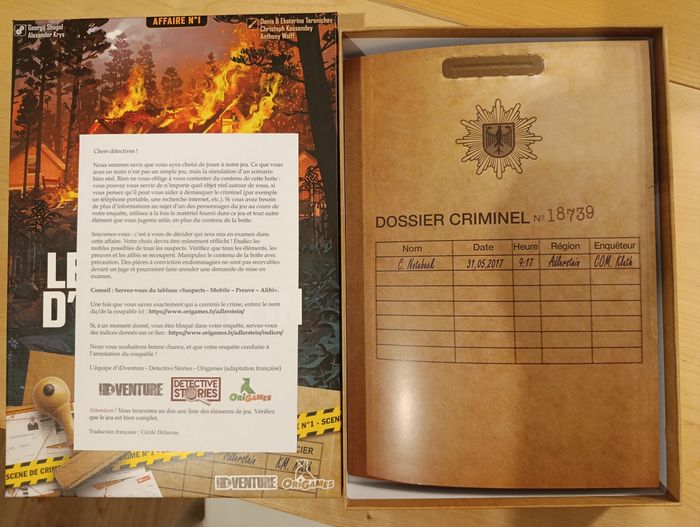 AFFAIRE N°1
Georgij Shugol
Alexander Krys
Christoph Kossendey
Anthony Wolff
LE
D'
Chers détectives !
Nous sommes ravis que vous ayez choisi de jouer à notre jeu. Ce que vous
avez en main n'est pas un simple jeu, mais la simulation d'un scénario
bien réel. Rien ne vous oblige à vous contenter du contenu de cette boîte :
vous pouvez vous servir de n'importe quel objet réel autour de vous, si
vous pensez qu'il peut vous aider à démasquer le criminel (par exemple
un téléphone portable, une recherche internet, etc.). Si vous avez besoin
de plus d'informations au sujet d'un des personnages du jeu au cours de
votre enquête, utilisez à la fois le matériel fourni dans ce jeu et tout autre
élément que vous jugerez utile, en plus du contenu de la boîte.
Souvenez-vous : c'est à vous de décider qui sera mis en examen dans
cette affaire. Votre choix devra être mûrement réfléchi ! Étudiez les
mobiles possibles de tous les suspects. Vérifiez que tous les éléments, les
preuves et les alibis se recoupent. Manipulez le contenu de la boîte avec
précaution. Des pièces à conviction endommagées ne sont pas recevables
devant un juge et pourraient faire annuler une demande de mise en
examen.
Conseil : Servez-vous du tableau «Suspects - Mobile – Preuve – Alibi».
Une fois que vous savez exactement qui a commis le crime, entrez le nom
du/de la coupable ici : https://www.origames.fr/adlerstein/
Si, à un moment donné, vous êtes bloqué dans votre enquête, servez-vous
des indices donnés sur ce lien : https://www.origames.fr/adlerstein/indices/
Nous vous souhaitons bonne chance, et que votre enquête conduise à
l'arrestation du coupable !
L'équipe d'iDventure - Detective Stories - Origames (adaptation française)
iDVENTURE
DETECTIVE
STORIES
ORIGAMES
Attention ! Vous trouverez au dos une liste des éléments de jeu. Vérifiez
que le jeu est bien complet.
Traduction française : Cécile Delarue
N°1 - SCENE
SCENE DE CRIME
Adlerstein
iDVENTURE ORIGAMES
DOSSIER CRIMINEL N° 18739
Nom Date Heure Région Enquêteur
C. Notebeck 31.05.2017 9:17 Adlerstein COM. Klath